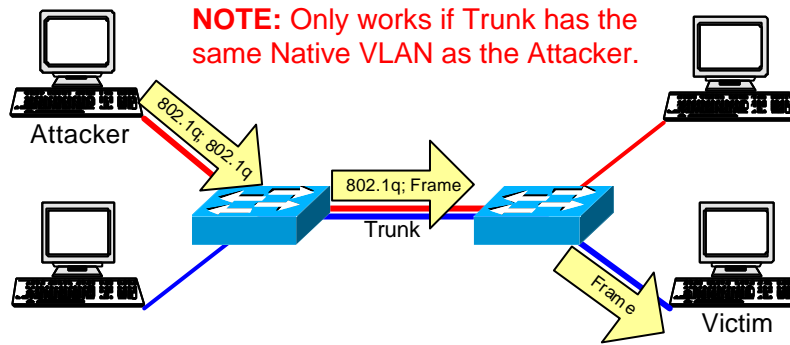 NOTE: Only works if Trunk has the
same Native VLAN as the Attacker.
Attacker
802.1q; 802.1q
802.1q; Frame
Trunk
Frame
Victim